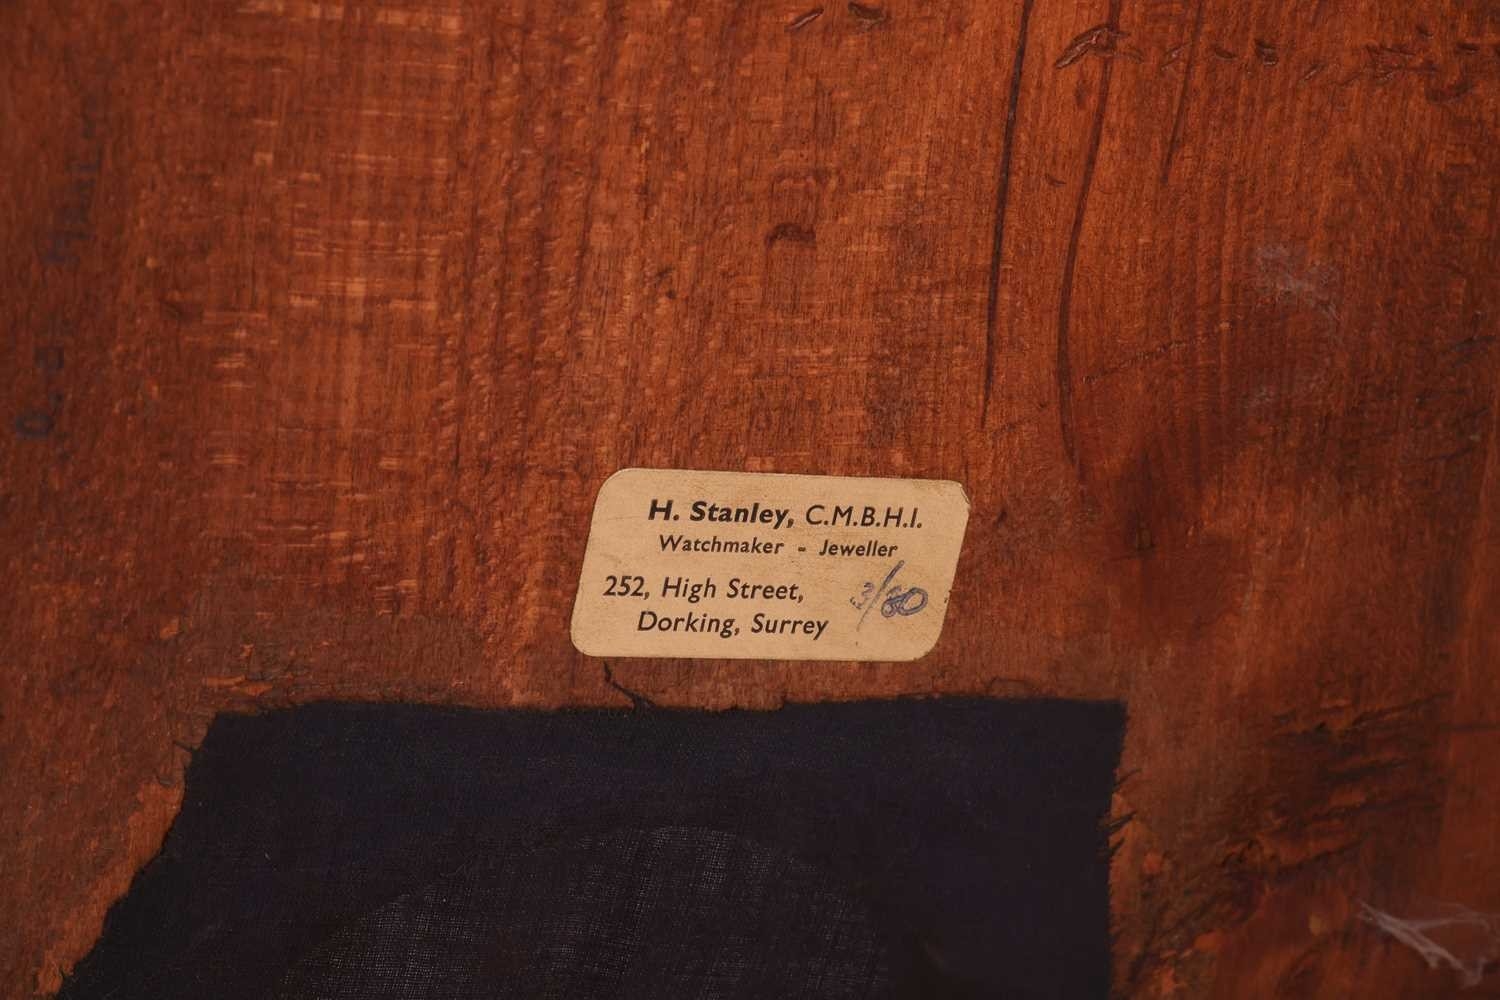 H. Stanley, C.M.B.H.I.
Watchmaker - Jeweller
252, High Street,
Dorking, Surrey
3/80